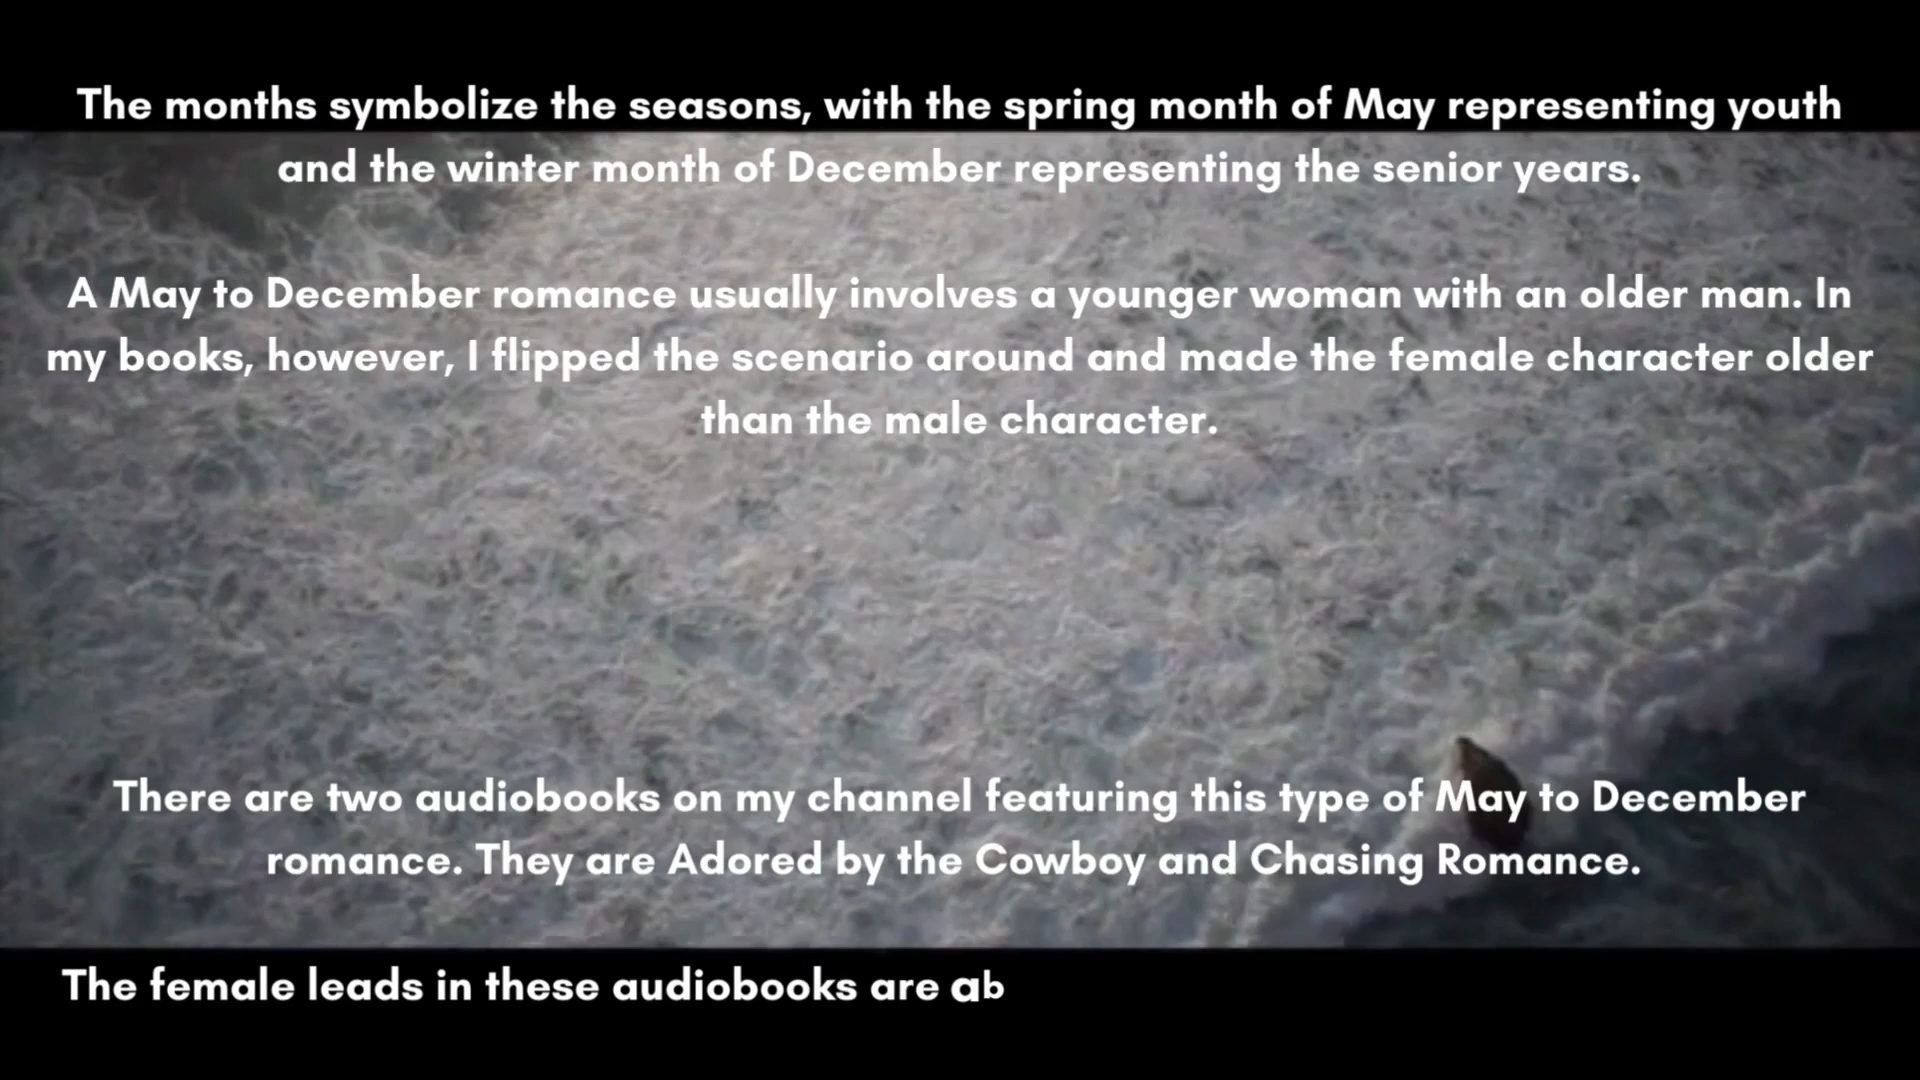 The months symbolize the seasons, with the spring month of May representing youth
and the winter month of December representing the senior years.
A May to December romance usually involves a younger woman with an older man. In
my books, however, I flipped the scenario around and made the female character older
than the male character.
There are two audiobooks on my channel featuring this type of May to December
romance. They are Adored by the Cowboy and Chasing Romance.
The female leads in these audiobooks are ab